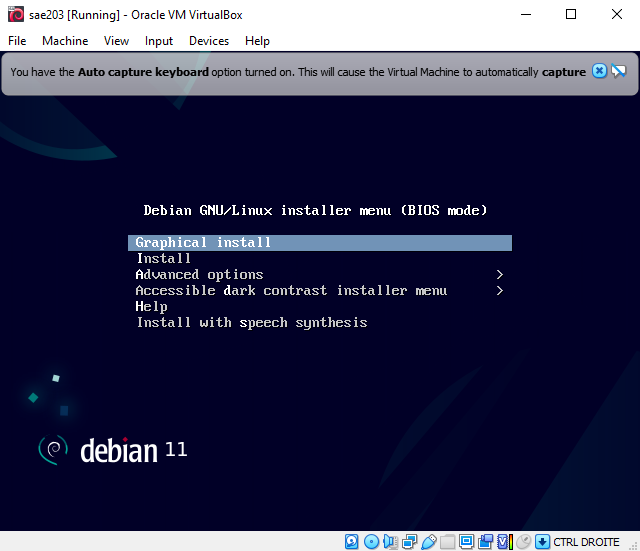 sae203 [Running] - Oracle VM VirtualBox
File Machine View Input Devices Help
You have the Auto capture keyboard option turned on. This will cause the Virtual Machine to automatically capture
Debian GNU/Linux installer menu (BIOS mode)
Graphical install
Install
Advanced options >
Accessible dark contrast installer menu >
Help
Install with speech synthesis
debian 11
CTRL DROITE